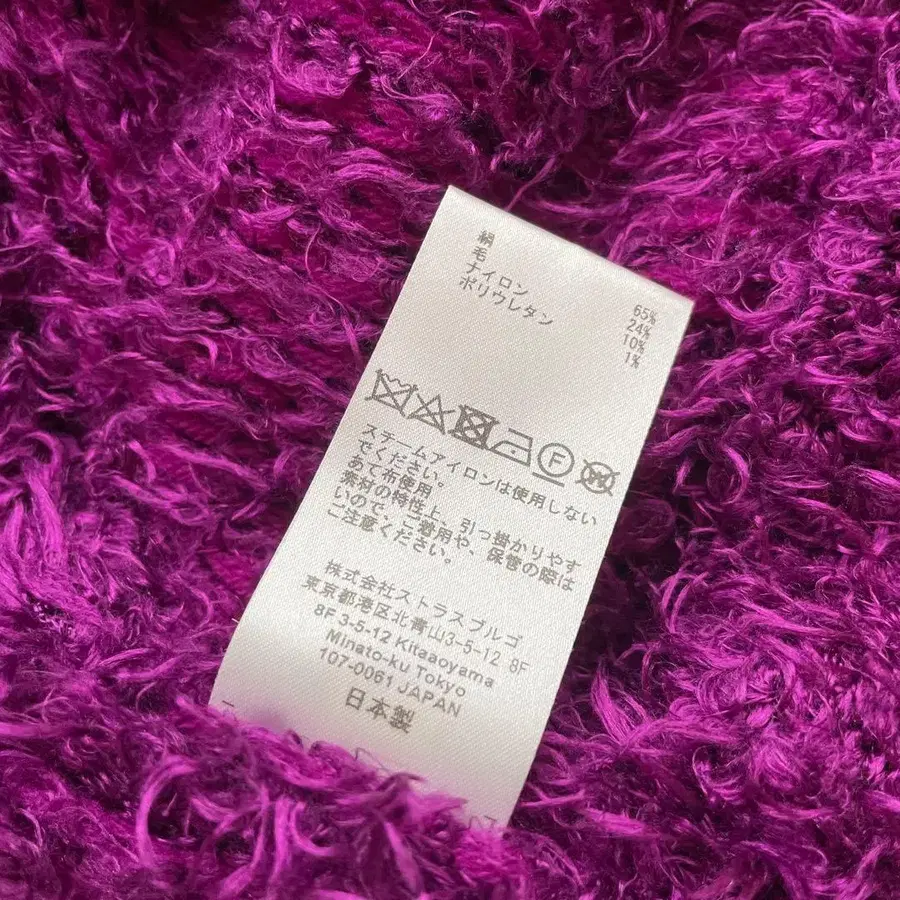 絹 65%
毛 24%
ナイロン 10%
ポリウレタン 1%
F
スチームアイロンは使用しない
でください。
あて布使用
素材の特性上、引っ掛かりやす
いので、ご着用や、保管の際は
ご注意ください。
株式会社ストラスブルゴ
東京都港区北青山3-5-12 8F
8F 3-5-12 Kitaaoyama
Minato-ku Tokyo
107-0061 JAPAN
日本製